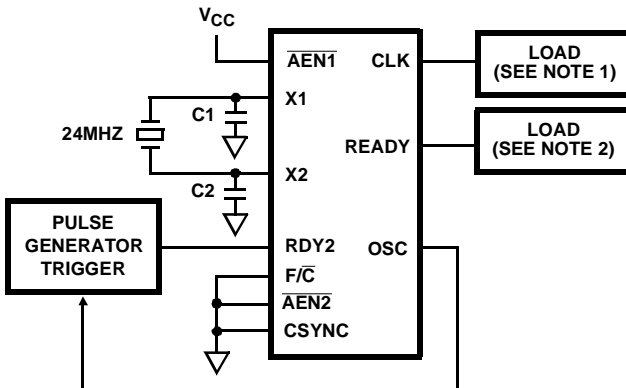 VCC
AEN1
CLK
LOAD
(SEE NOTE 1)
X1
C1
24MHZ
READY
LOAD
(SEE NOTE 2)
X2
C2
PULSE
GENERATOR
TRIGGER
RDY2
OSC
F/C̅
AEN2
CSYNC